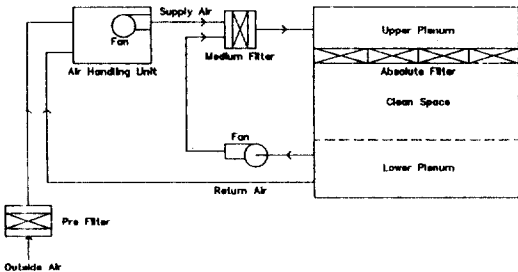 Supply Air
Fan
Upper Plenum
Air Handling Unit
Medium Filter
Absolute Filter
Clean Space
Fan
Lower Plenum
Return Air
Pre Filter
Outside Air